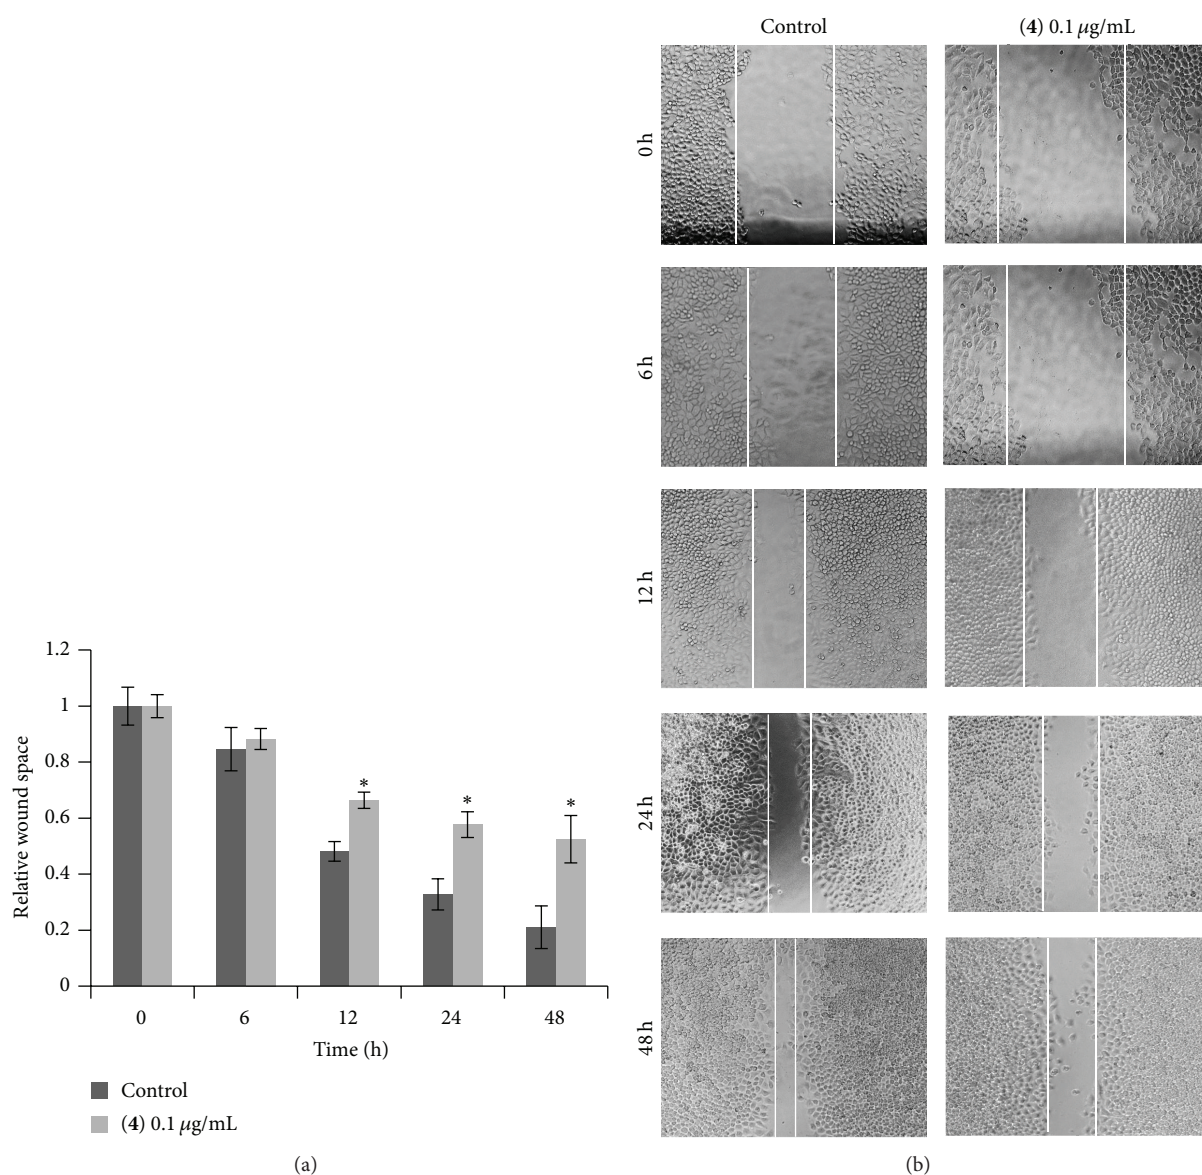 1.2
1
0.8
0.6
0.4
0.2
0
Relative wound space
*
*
*
0 6 12 24 48
Time (h)
Control
(4) 0.1 μg/mL
(a)
Control (4) 0.1 μg/mL
0 h
6 h
12 h
24 h
48 h
(b)